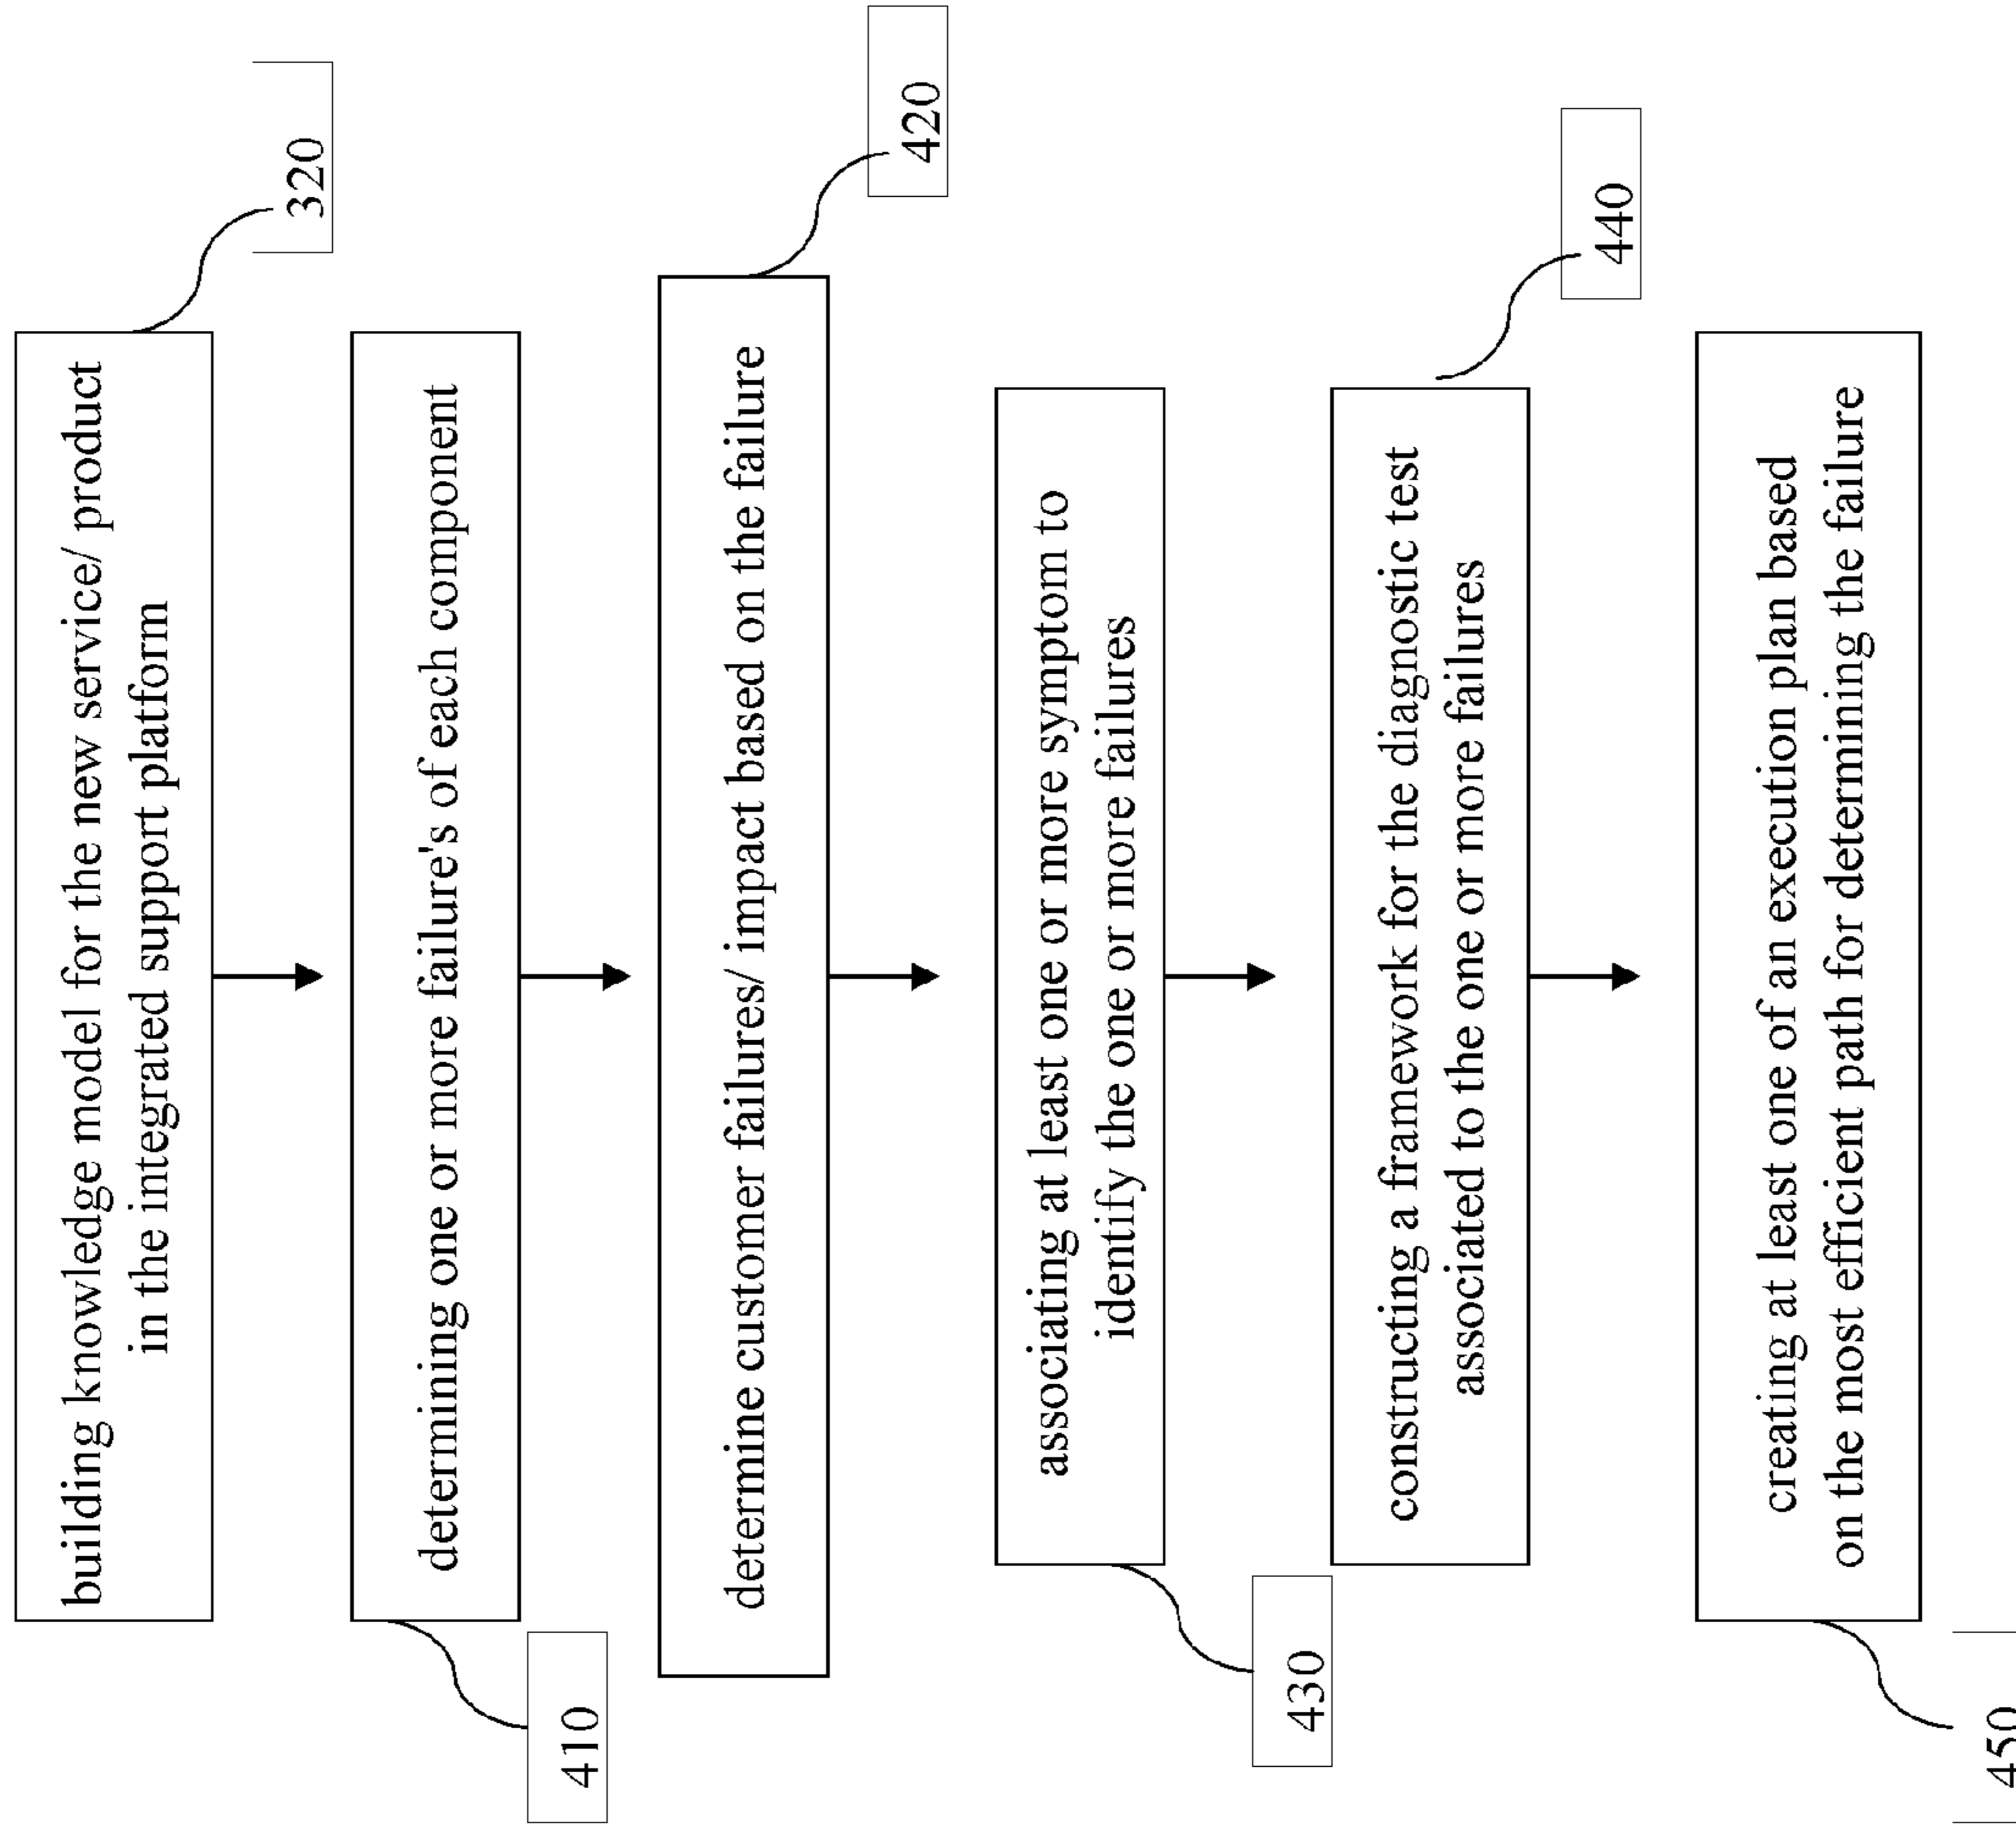 building knowledge model for the new service/ product
in the integrated support platform
320
determining one or more failure's of each component
410
determine customer failures/ impact based on the failure
420
associating at least one or more symptom to
identify the one or more failures
430
constructing a framework for the diagnostic test
associated to the one or more failures
440
creating at least one of an execution plan based
on the most efficient path for determining the failure
450